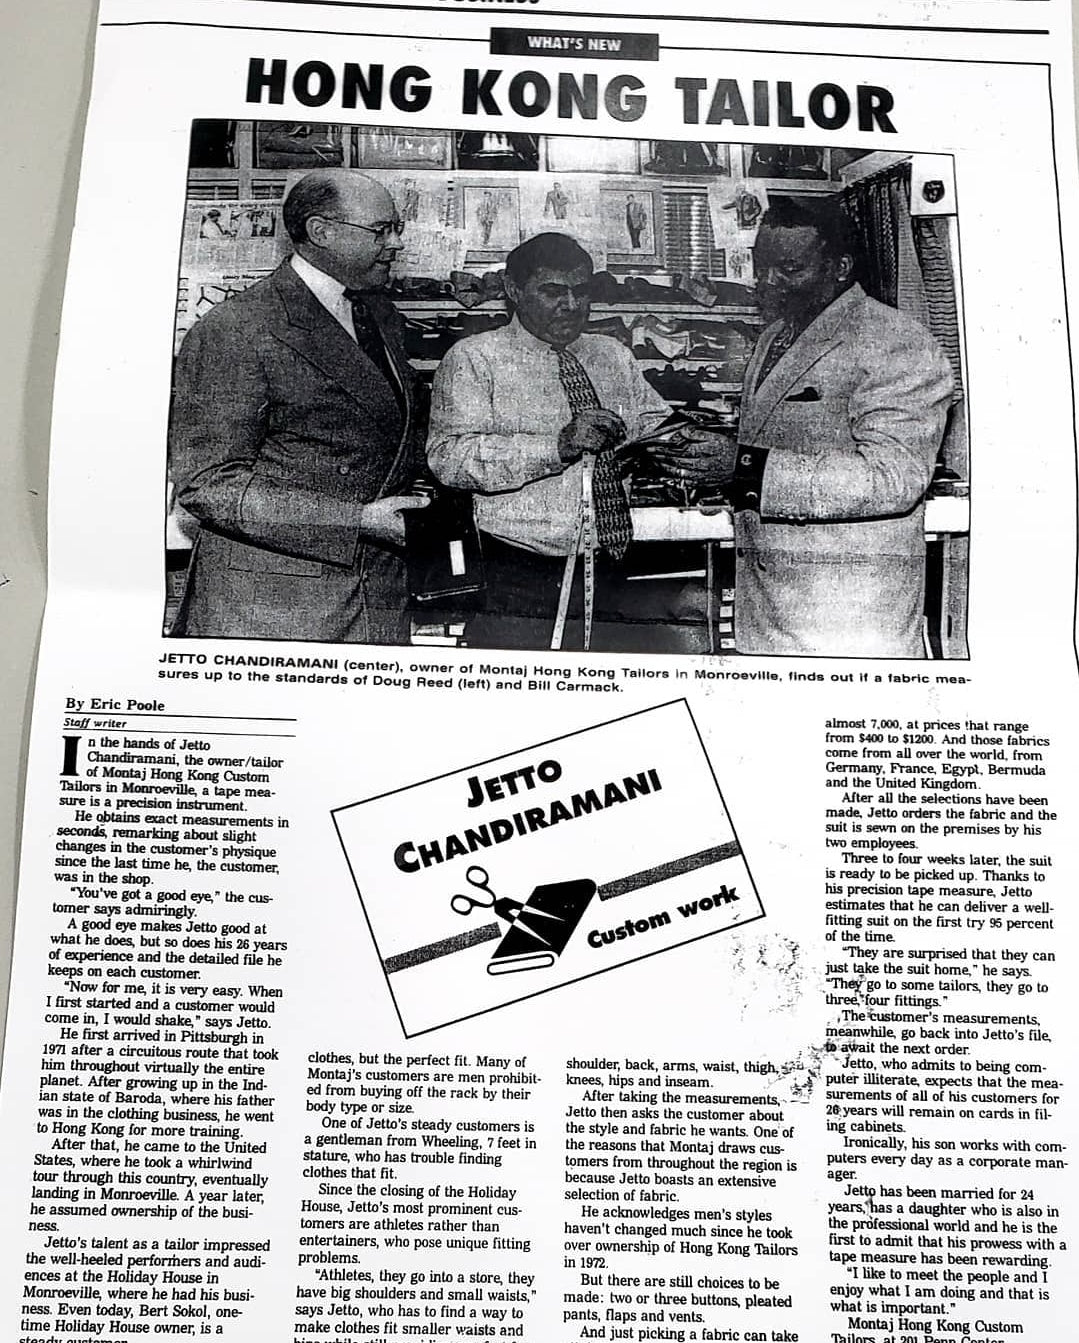 WHAT'S NEW
HONG KONG TAILOR
JETTO CHANDIRAMANI (center), owner of Montaj Hong Kong Tailors in Monroeville, finds out if a fabric mea-
sures up to the standards of Doug Reed (left) and Bill Carmack.
By Eric Poole
Staff writer
In the hands of Jetto
Chandiramani, the owner/tailor
of Montaj Hong Kong Custom
Tailors in Monroeville, a tape mea-
sure is a precision instrument.
He obtains exact measurements in
seconds, remarking about slight
changes in the customer's physique
since the last time he, the customer,
was in the shop.
"You've got a good eye," the cus-
tomer says admiringly.
A good eye makes Jetto good at
what he does, but so does his 26 years
of experience and the detailed file he
keeps on each customer.
"Now for me, it is very easy. When
I first started and a customer would
come in, I would shake," says Jetto.
He first arrived in Pittsburgh in
1971 after a circuitous route that took
him throughout virtually the entire
planet. After growing up in the Ind-
ian state of Baroda, where his father
was in the clothing business, he went
to Hong Kong for more training.
After that, he came to the United
States, where he took a whirlwind
tour through this country, eventually
landing in Monroeville. A year later,
he assumed ownership of the busi-
ness.
Jetto's talent as a tailor impressed
the well-heeled performers and audi-
ences at the Holiday House in
Monroeville, where he had his busi-
ness. Even today, Bert Sokol, one-
time Holiday House owner, is a
steady customer
JETTO
CHANDIRAMANI
Custom work
clothes, but the perfect fit. Many of
Montaj's customers are men prohibit-
ed from buying off the rack by their
body type or size.
One of Jetto's steady customers is
a gentleman from Wheeling, 7 feet in
stature, who has trouble finding
clothes that fit.
Since the closing of the Holiday
House, Jetto's most prominent cus-
tomers are athletes rather than
entertainers, who pose unique fitting
problems.
"Athletes, they go into a store, they
have big shoulders and small waists,"
says Jetto, who has to find a way to
make clothes fit smaller waists and
shoulder, back, arms, waist, thigh,
knees, hips and inseam.
After taking the measurements,
Jetto then asks the customer about
the style and fabric he wants. One of
the reasons that Montaj draws cus-
tomers from throughout the region is
because Jetto boasts an extensive
selection of fabric.
He acknowledges men's styles
haven't changed much since he took
over ownership of Hong Kong Tailors
in 1972.
But there are still choices to be
made: two or three buttons, pleated
pants, flaps and vents.
And just picking a fabric can take
almost 7,000, at prices that range
from $400 to $1200. And those fabrics
come from all over the world, from
Germany, France, Egypt, Bermuda
and the United Kingdom.
After all the selections have been
made, Jetto orders the fabric and the
suit is sewn on the premises by his
two employees.
Three to four weeks later, the suit
is ready to be picked up. Thanks to
his precision tape measure, Jetto
estimates that he can deliver a well-
fitting suit on the first try 95 percent
of the time.
"They are surprised that they can
just take the suit home," he says.
"They go to some tailors, they go to
three, four fittings."
The customer's measurements,
meanwhile, go back into Jetto's file,
to await the next order.
Jetto, who admits to being com-
puter illiterate, expects that the mea-
surements of all of his customers for
26 years will remain on cards in fil-
ing cabinets.
Ironically, his son works with com-
puters every day as a corporate man-
ager.
Jetto has been married for 24
years, has a daughter who is also in
the professional world and he is the
first to admit that his prowess with a
tape measure has been rewarding.
"I like to meet the people and I
enjoy what I am doing and that is
what is important."
Montaj Hong Kong Custom
Tailors, at 201 Penn Center